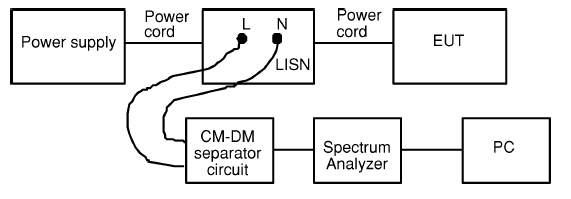 Power supply
Power
cord
L N
LISN
Power
cord
EUT
CM-DM
separator
circuit
Spectrum
Analyzer
PC